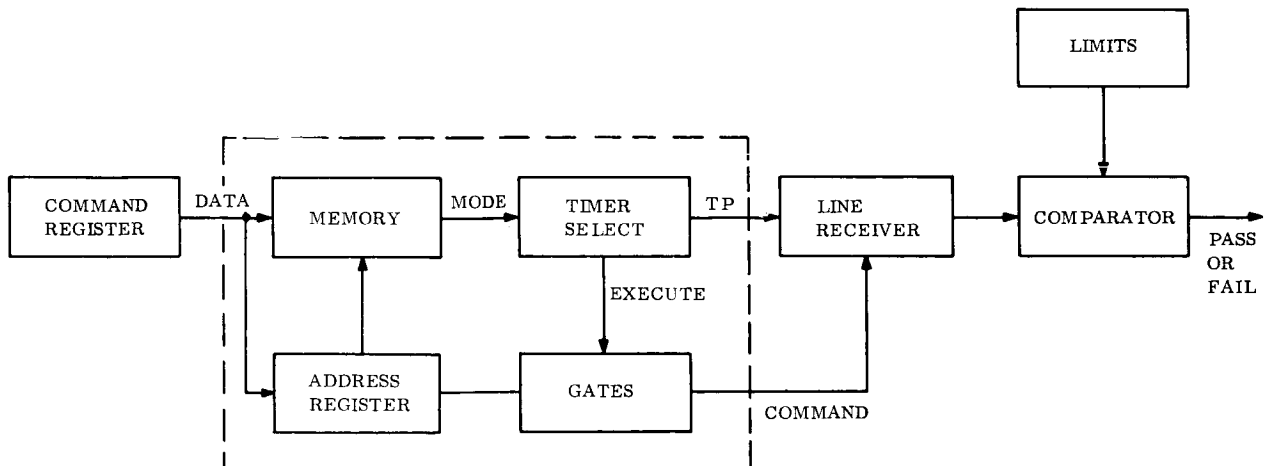 LIMITS
COMMAND
REGISTER
DATA
MEMORY
MODE
TIMER
SELECT
TP
LINE
RECEIVER
COMPARATOR
PASS
OR
FAIL
EXECUTE
ADDRESS
REGISTER
GATES
COMMAND